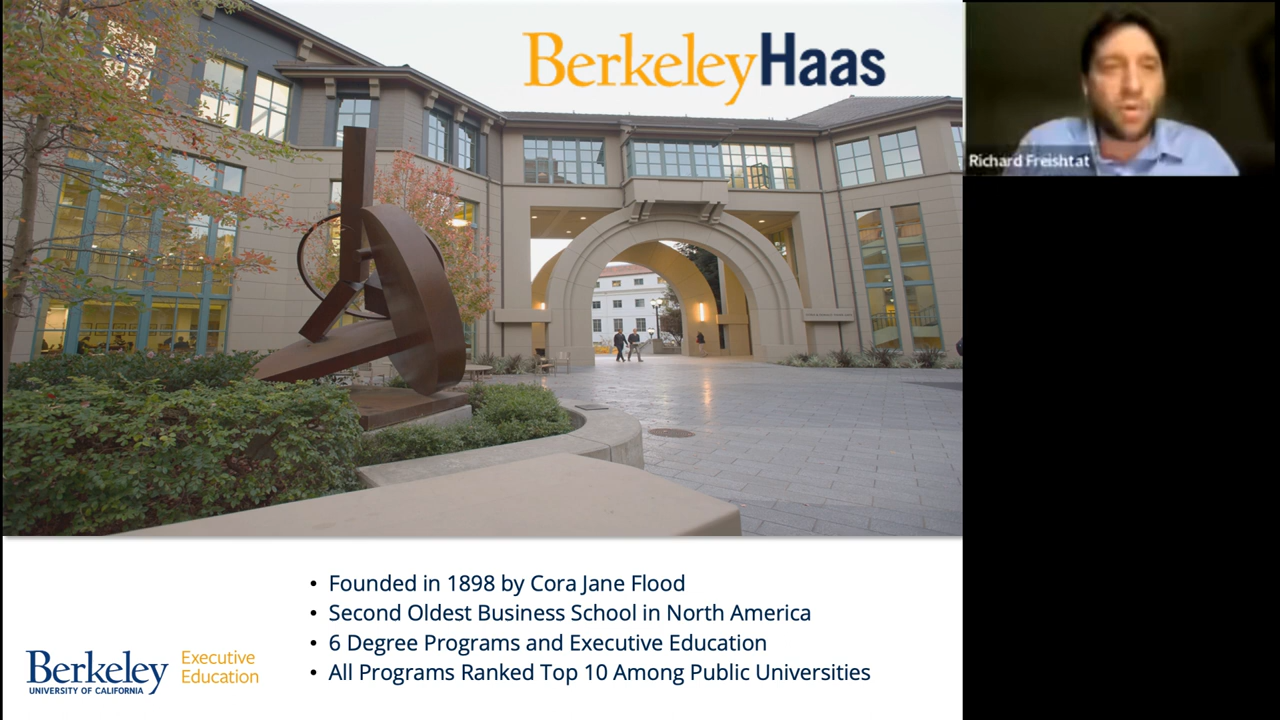 BerkeleyHaas
Richard Freishtat
• Founded in 1898 by Cora Jane Flood
• Second Oldest Business School in North America
• 6 Degree Programs and Executive Education
• All Programs Ranked Top 10 Among Public Universities
Berkeley
UNIVERSITY OF CALIFORNIA
Executive
Education